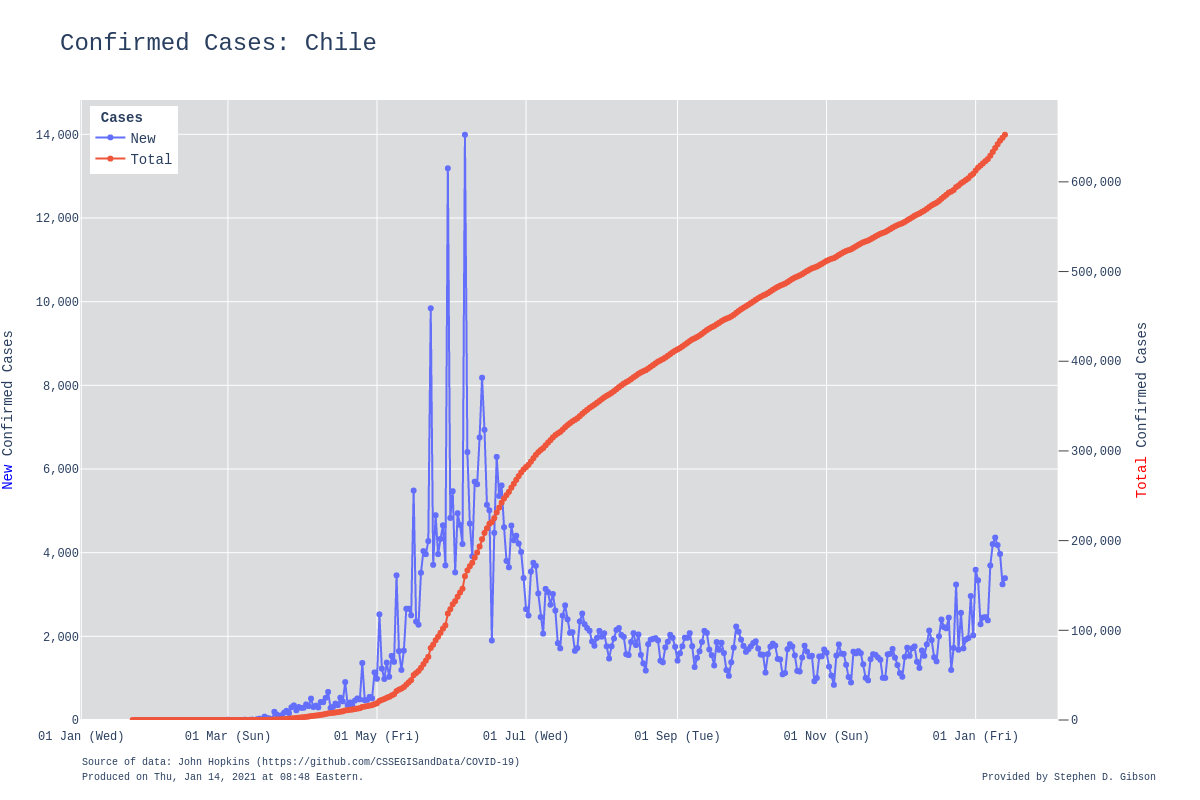 Confirmed Cases: Chile
Cases
New
Total
14,000
12,000
10,000
8,000
6,000
4,000
2,000
0
New Confirmed Cases
600,000
500,000
400,000
300,000
200,000
100,000
0
Total Confirmed Cases
01 Jan (Wed) 01 Mar (Sun) 01 May (Fri) 01 Jul (Wed) 01 Sep (Tue) 01 Nov (Sun) 01 Jan (Fri)
Source of data: John Hopkins (https://github.com/CSSEGISandData/COVID-19)
Produced on Thu, Jan 14, 2021 at 08:48 Eastern.
Provided by Stephen D. Gibson